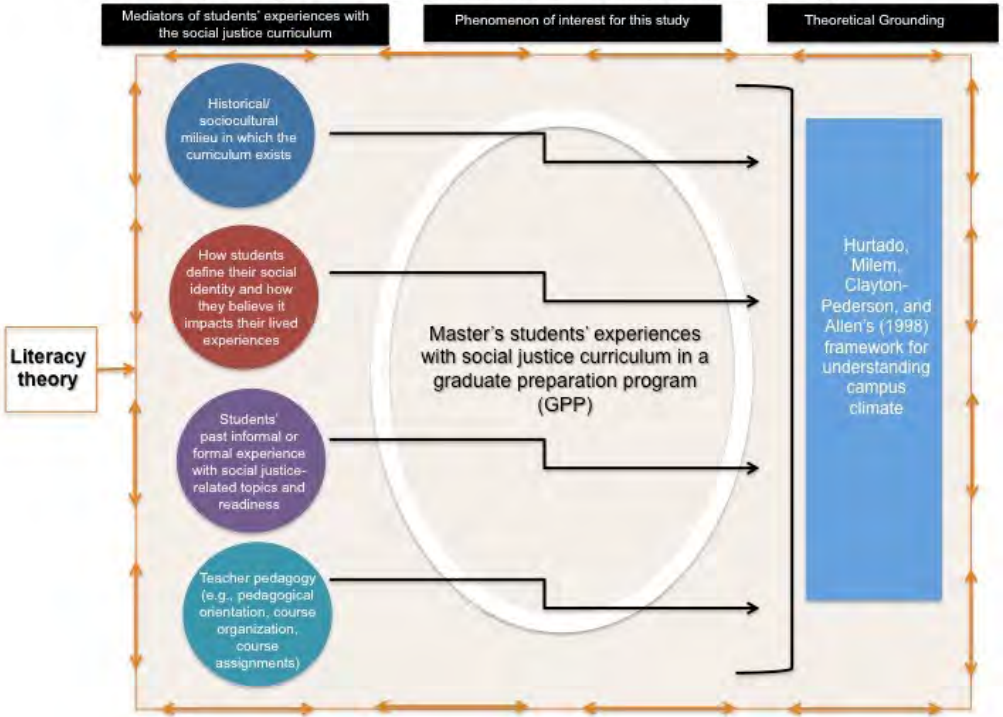 Mediators of students' experiences with
the social justice curriculum
Phenomenon of interest for this study
Theoretical Grounding
Historical/
sociocultural
milieu in which the
curriculum exists
How students
define their social
identity and how
they believe it
impacts their lived
experiences
Literacy
theory
Students'
past informal or
formal experience
with social justice-
related topics and
readiness
Teacher pedagogy
(e.g., pedagogical
orientation, course
organization,
course
assignments)
Master's students' experiences
with social justice curriculum in a
graduate preparation program
(GPP)
Hurtado,
Milem,
Clayton-
Pederson, and
Allen's (1998)
framework for
understanding
campus
climate